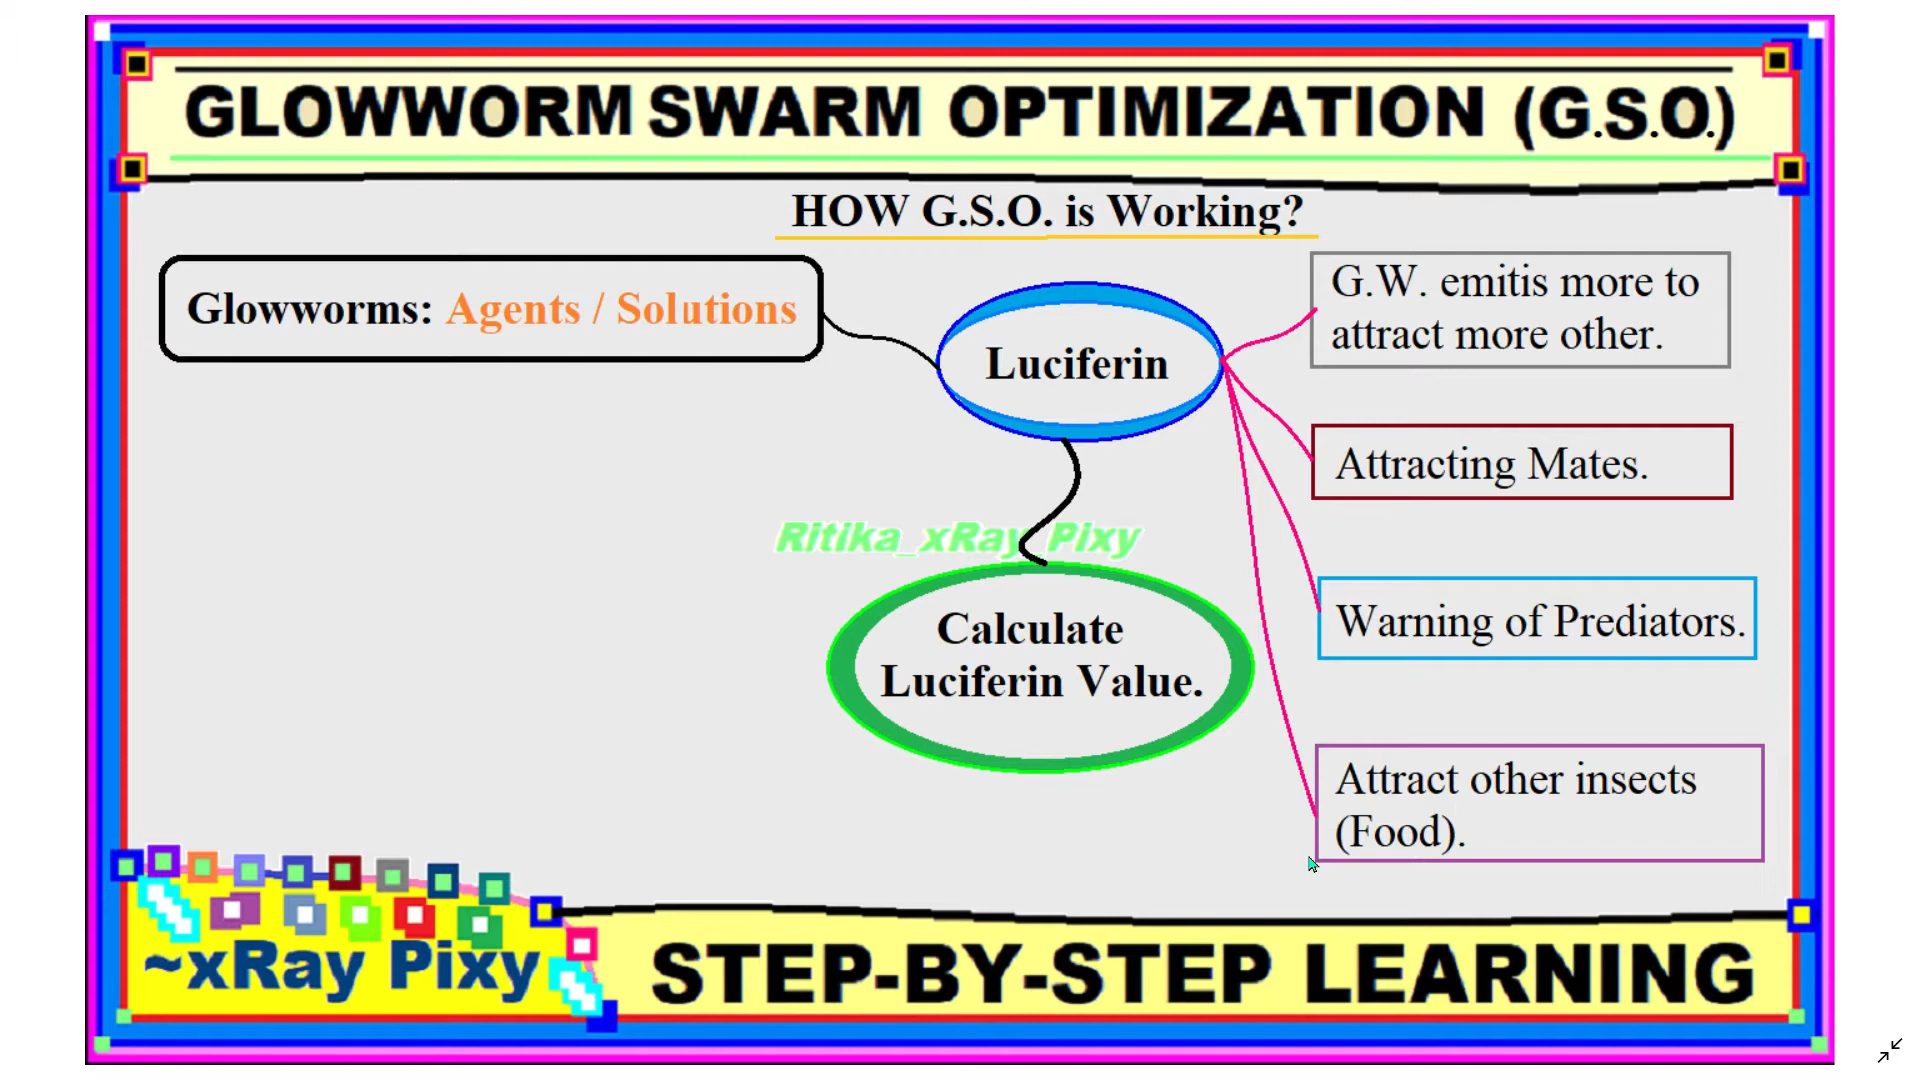 GLOWWORM SWARM OPTIMIZATION (G.S.O.)
HOW G.S.O. is Working?
Glowworms: Agents / Solutions
Luciferin
G.W. emitis more to
attract more other.
Attracting Mates.
Ritika_xRay_Pixy
Calculate
Luciferin Value.
Warning of Prediators.
Attract other insects
(Food).
~xRay Pixy
STEP-BY-STEP LEARNING